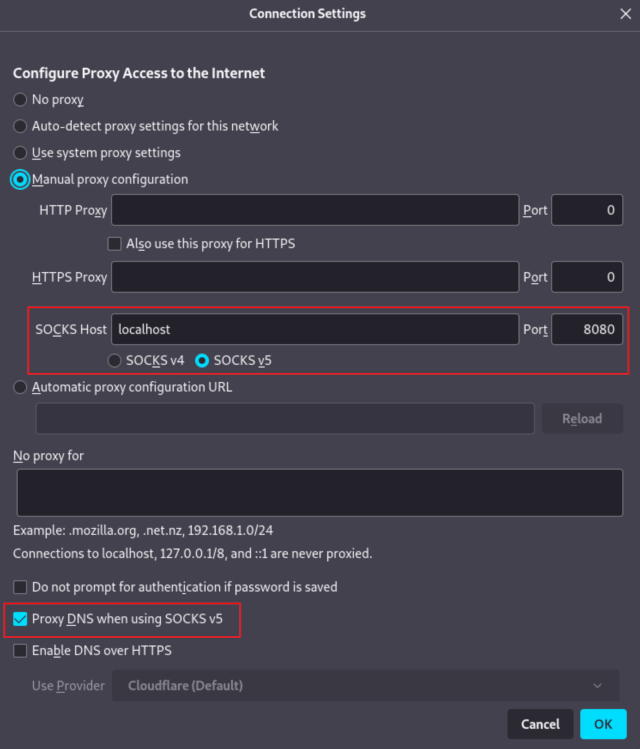 Connection Settings
Configure Proxy Access to the Internet
No proxy
Auto-detect proxy settings for this network
Use system proxy settings
Manual proxy configuration
HTTP Proxy Port 0
Also use this proxy for HTTPS
HTTPS Proxy Port 0
SOCKS Host localhost Port 8080
SOCKS v4 SOCKS v5
Automatic proxy configuration URL
Reload
No proxy for
Example: .mozilla.org, .net.nz, 192.168.1.0/24
Connections to localhost, 127.0.0.1/8, and ::1 are never proxied.
Do not prompt for authentication if password is saved
Proxy DNS when using SOCKS v5
Enable DNS over HTTPS
Use Provider Cloudflare (Default)
Cancel OK